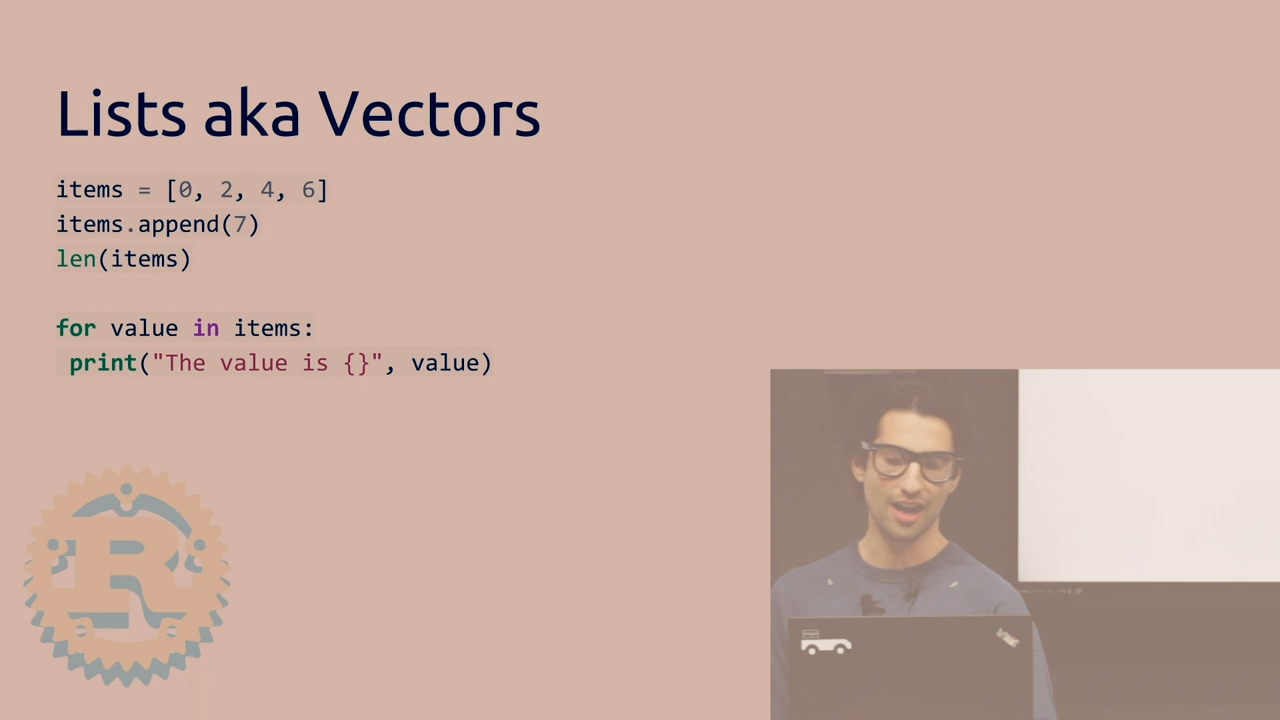 Lists aka Vectors
items = [0, 2, 4, 6]
items.append(7)
len(items)
for value in items:
 print("The value is {}", value)
R